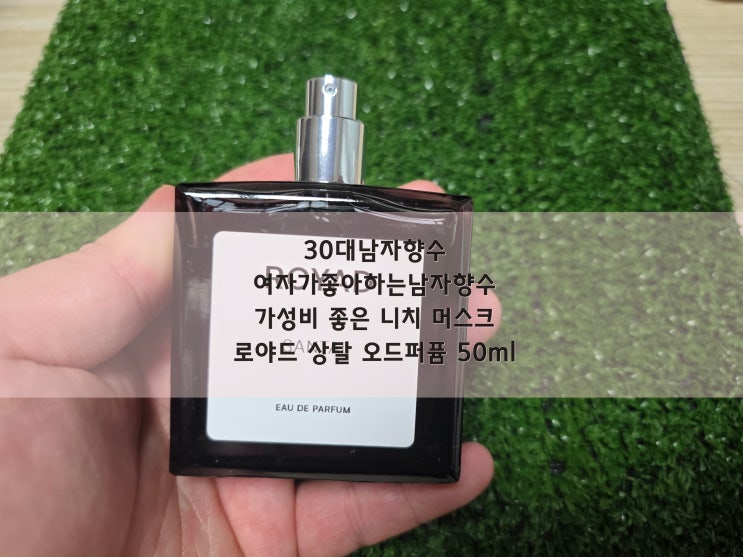 30대남자향수
여자가좋아하는남자향수
가성비 좋은 니치 머스크
로야드 상탈 오드퍼퓸 50ml
ROYAD
EAU DE PARFUM